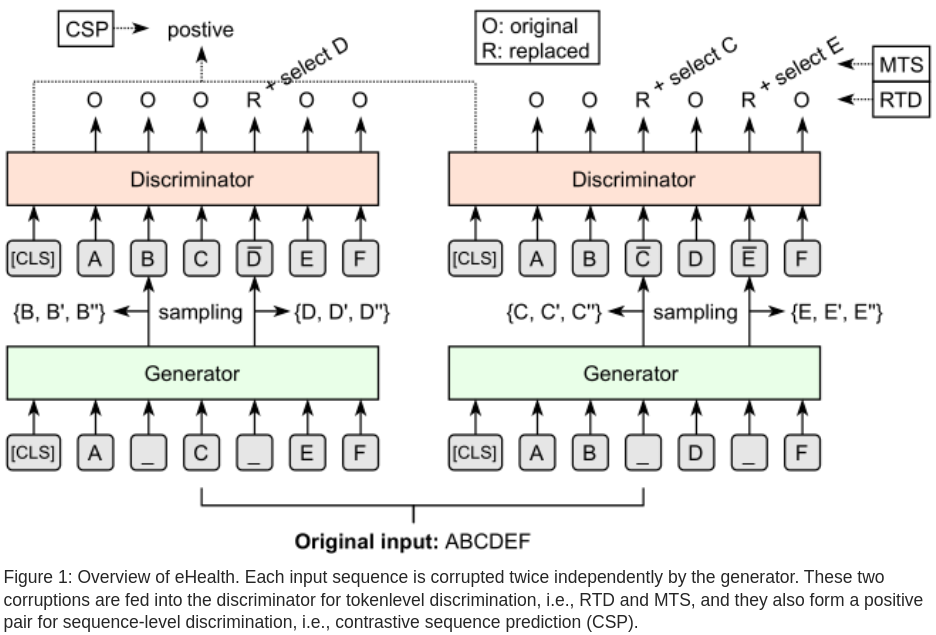 CSP postive
O: original
R: replaced
+ select D
+ select C
+ select E
MTS
O O O R O O
O O R O R O
RTD
Discriminator Discriminator
[CLS] A B C D̅ E F
[CLS] A B C̅ D E̅ F
{B, B', B''} sampling {D, D', D''}
{C, C', C''} sampling {E, E', E''}
Generator Generator
[CLS] A _ C _ E F
[CLS] A B _ D _ F
Original input: ABCDEF
Figure 1: Overview of eHealth. Each input sequence is corrupted twice independently by the generator. These two
corruptions are fed into the discriminator for tokenlevel discrimination, i.e., RTD and MTS, and they also form a positive
pair for sequence-level discrimination, i.e., contrastive sequence prediction (CSP).